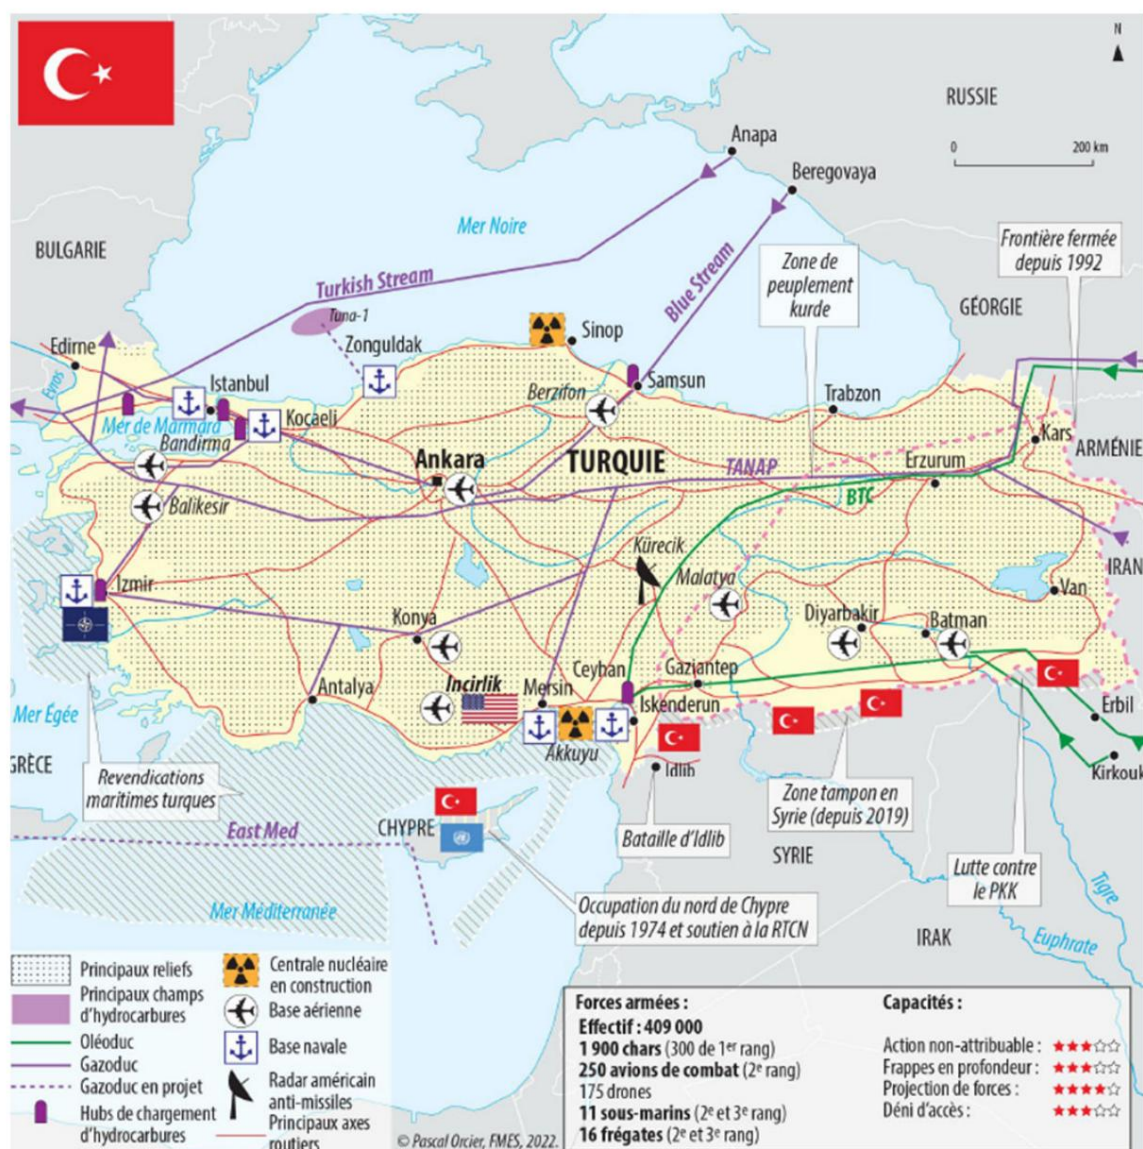 N
RUSSIE
0
200 km
Anapa
Beregovaya
Mer Noire
BULGARIE
Frontière fermée
depuis 1992
Zone de
peuplement
kurde
GÉORGIE
Turkish Stream
Blue Stream
Tuna-1
Zonguldak
Sinop
Edirne
Evros
Istanbul
Kocaeli
Mer de Marmara
Bandirma
Berzifon
Samsun
Trabzon
Kars
ARMÉNIE
Ankara
TURQUIE
TANAP
Erzurum
BTC
Balikesir
Kürecik
Malatya
IRAN
Van
Izmir
Konya
Diyarbakir
Batman
Ceyhan
Gaziantep
Antalya
Incirlik
Mersin
Iskenderun
Akkuyu
Erbil
Mer Égée
GRÈCE
Revendications
maritimes turques
Idlib
Kirkouk
Zone tampon en
Syrie (depuis 2019)
CHYPRE
East Med
Bataille d'Idlib
SYRIE
Lutte contre
le PKK
Tigre
Mer Méditerranée
Occupation du nord de Chypre
depuis 1974 et soutien à la RTCN
IRAK
Euphrate
Principaux reliefs
Principaux champs
d'hydrocarbures
Oléoduc
Gazoduc
Gazoduc en projet
Hubs de chargement
d'hydrocarbures
Centrale nucléaire
en construction
Base aérienne
Base navale
Radar américain
anti-missiles
Principaux axes
routiers
© Pascal Orcier, FMES, 2022.
Forces armées :
Effectif : 409 000
1 900 chars (300 de 1er rang)
250 avions de combat (2e rang)
175 drones
11 sous-marins (2e et 3e rang)
16 frégates (2e et 3e rang)
Capacités :
Action non-attribuable : ★★★☆☆
Frappes en profondeur : ★★★☆☆
Projection de forces : ★★★★☆
Déni d'accès : ★★★☆☆